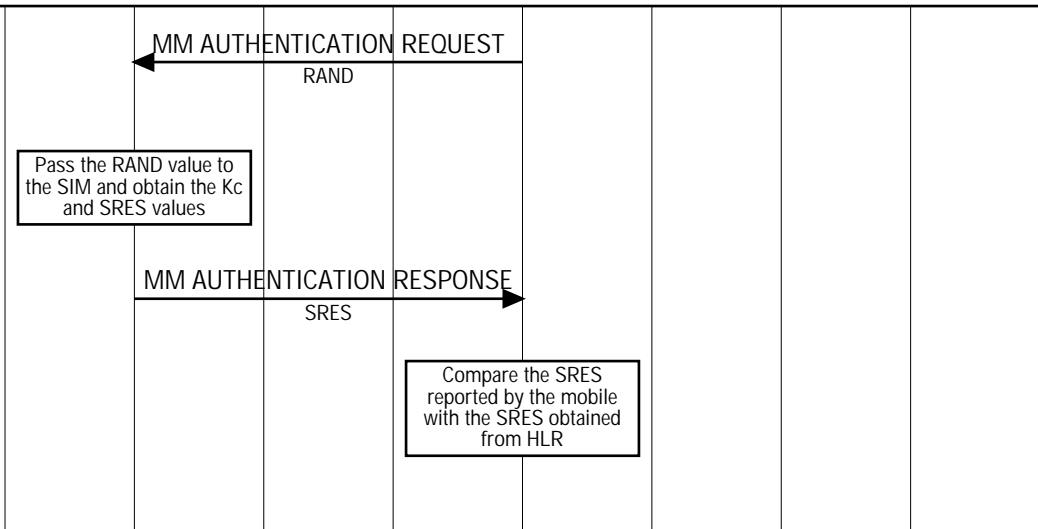 MM AUTHENTICATION REQUEST
RAND
Pass the RAND value to
the SIM and obtain the Kc
and SRES values
MM AUTHENTICATION RESPONSE
SRES
Compare the SRES
reported by the mobile
with the SRES obtained
from HLR